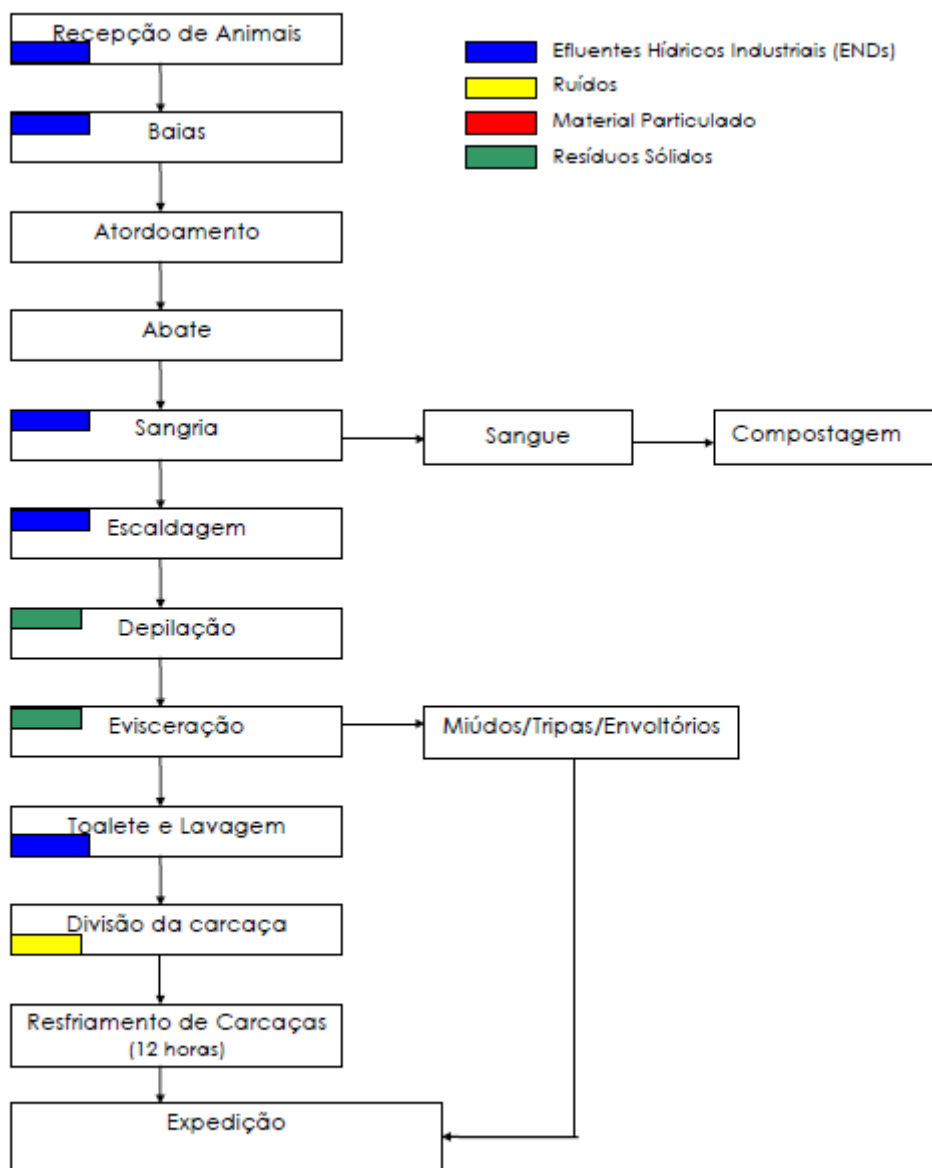 Recepção de Animais
Efluentes Hídricos Industriais (ENDs)
Ruídos
Material Particulado
Resíduos Sólidos
Baias
Atordoamento
Abate
Sangria
Sangue
Compostagem
Escaldagem
Depilação
Evisceração
Miúdos/Tripas/Envoltórios
Toalete e Lavagem
Divisão da carcaça
Resfriamento de Carcaças
(12 horas)
Expedição